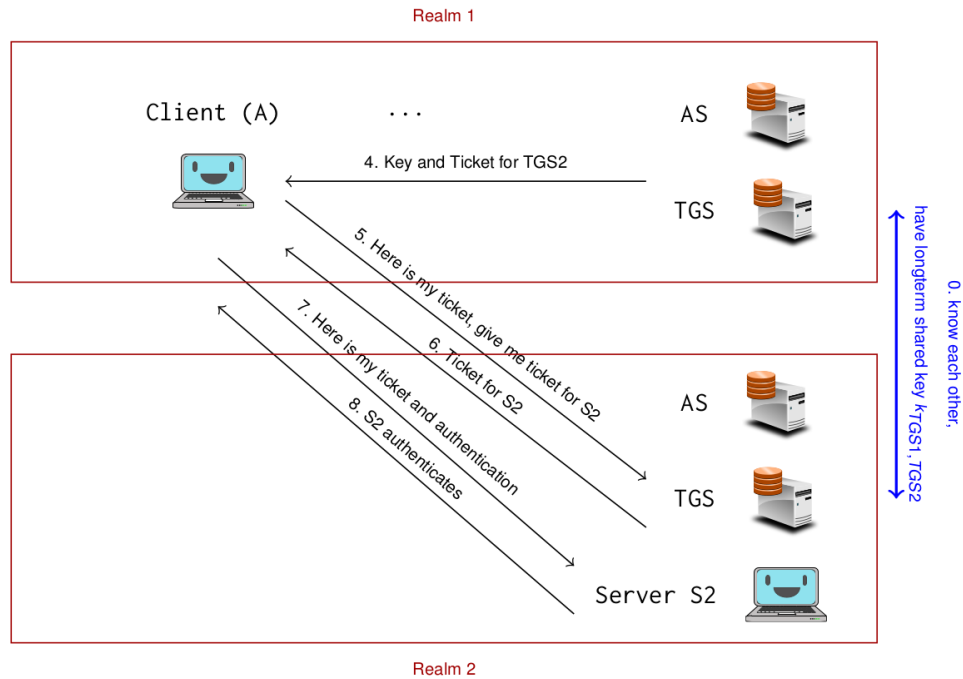 Realm 1
Client (A)
...
AS
4. Key and Ticket for TGS2
TGS
5. Here is my ticket, give me ticket for S2
6. Ticket for S2
7. Here is my ticket and authentication
8. S2 authenticates
0. know each other,
have longterm shared key k_{TGS1,TGS2}
AS
TGS
Server S2
Realm 2